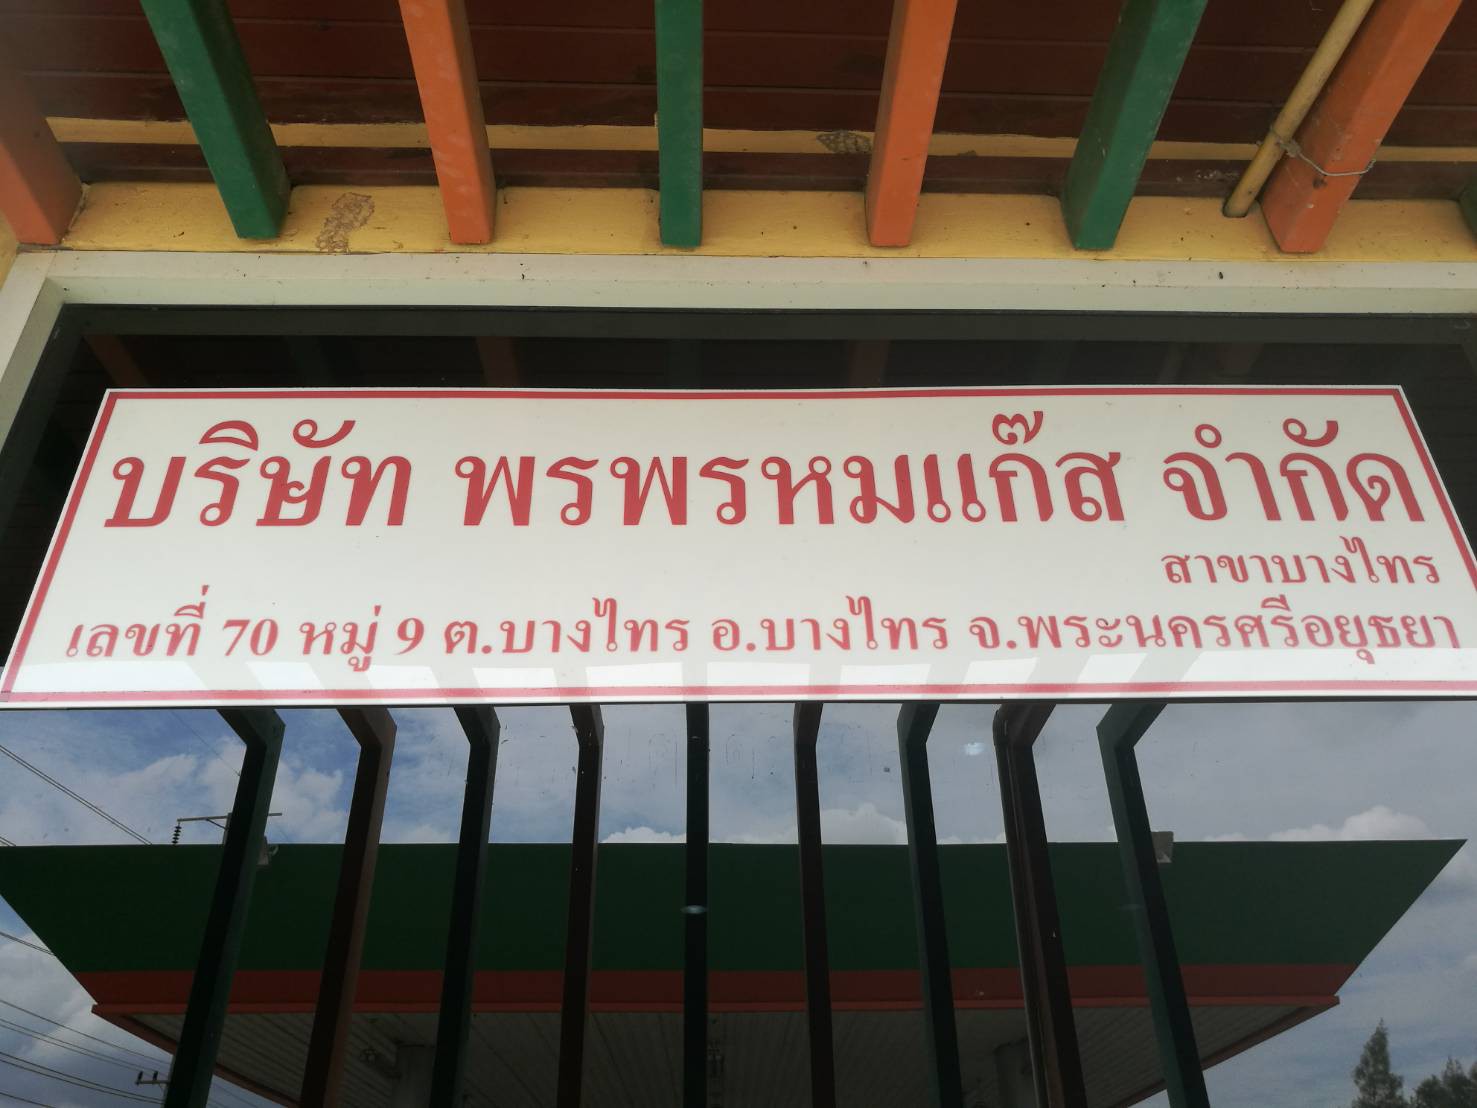 บริษัท พรพรหมแก๊ส จำกัด
สาขาบางไทร
เลขที่ 70 หมู่ 9 ต.บางไทร อ.บางไทร จ.พระนครศรีอยุธยา